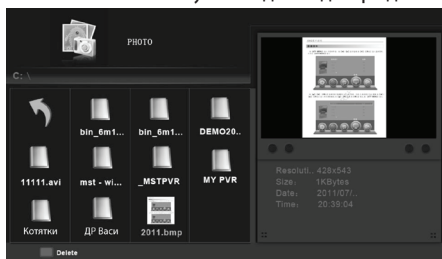 PHOTO
C: \
bin_6m1... bin_6m1... DEMO20..
11111.avi mst - wi... _MSTPVR MY PVR
Котятки ДР Васи 2011.bmp
Resoluti.. 428x543
Size: 1KBytes
Data: 2011/07/..
Time: 20:39:04
Delete